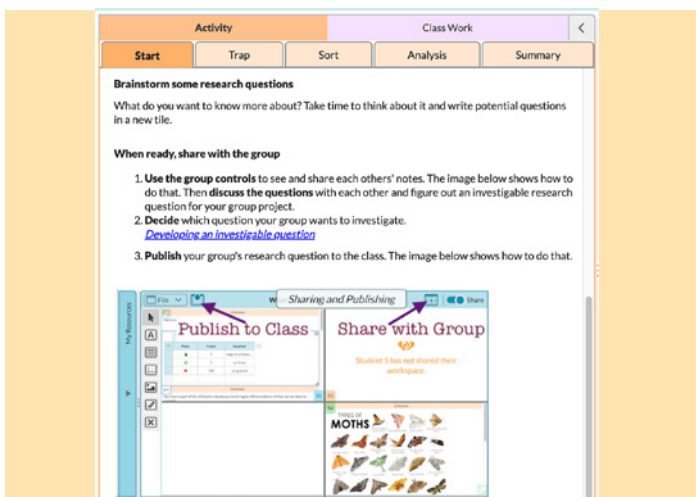 Activity
Class Work
Start
Trap
Sort
Analysis
Summary
Brainstorm some research questions
What do you want to know more about? Take time to think about it and write potential questions
in a new tile.
When ready, share with the group
1. Use the group controls to see and share each others' notes. The image below shows how to
do that. Then discuss the questions with each other and figure out an investigable research
question for your group project.
2. Decide which question your group wants to investigate.
Developing an investigable question
3. Publish your group's research question to the class. The image below shows how to do that.
My Resources
File
Sharing and Publishing
Share
Publish to Class
Share with Group
Student 5 has not shared their
workspace.
TYPES OF
MOTHS